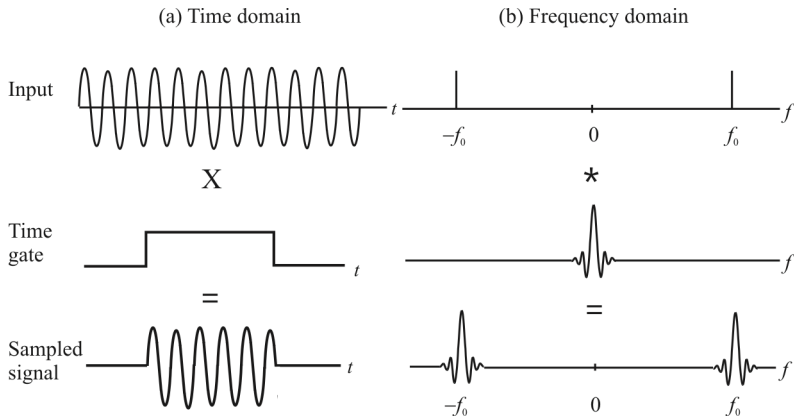 (a) Time domain
(b) Frequency domain
Input
t
f
–f₀
0
f₀
X
*
Time
gate
t
f
=
=
Sampled
signal
t
f
–f₀
0
f₀